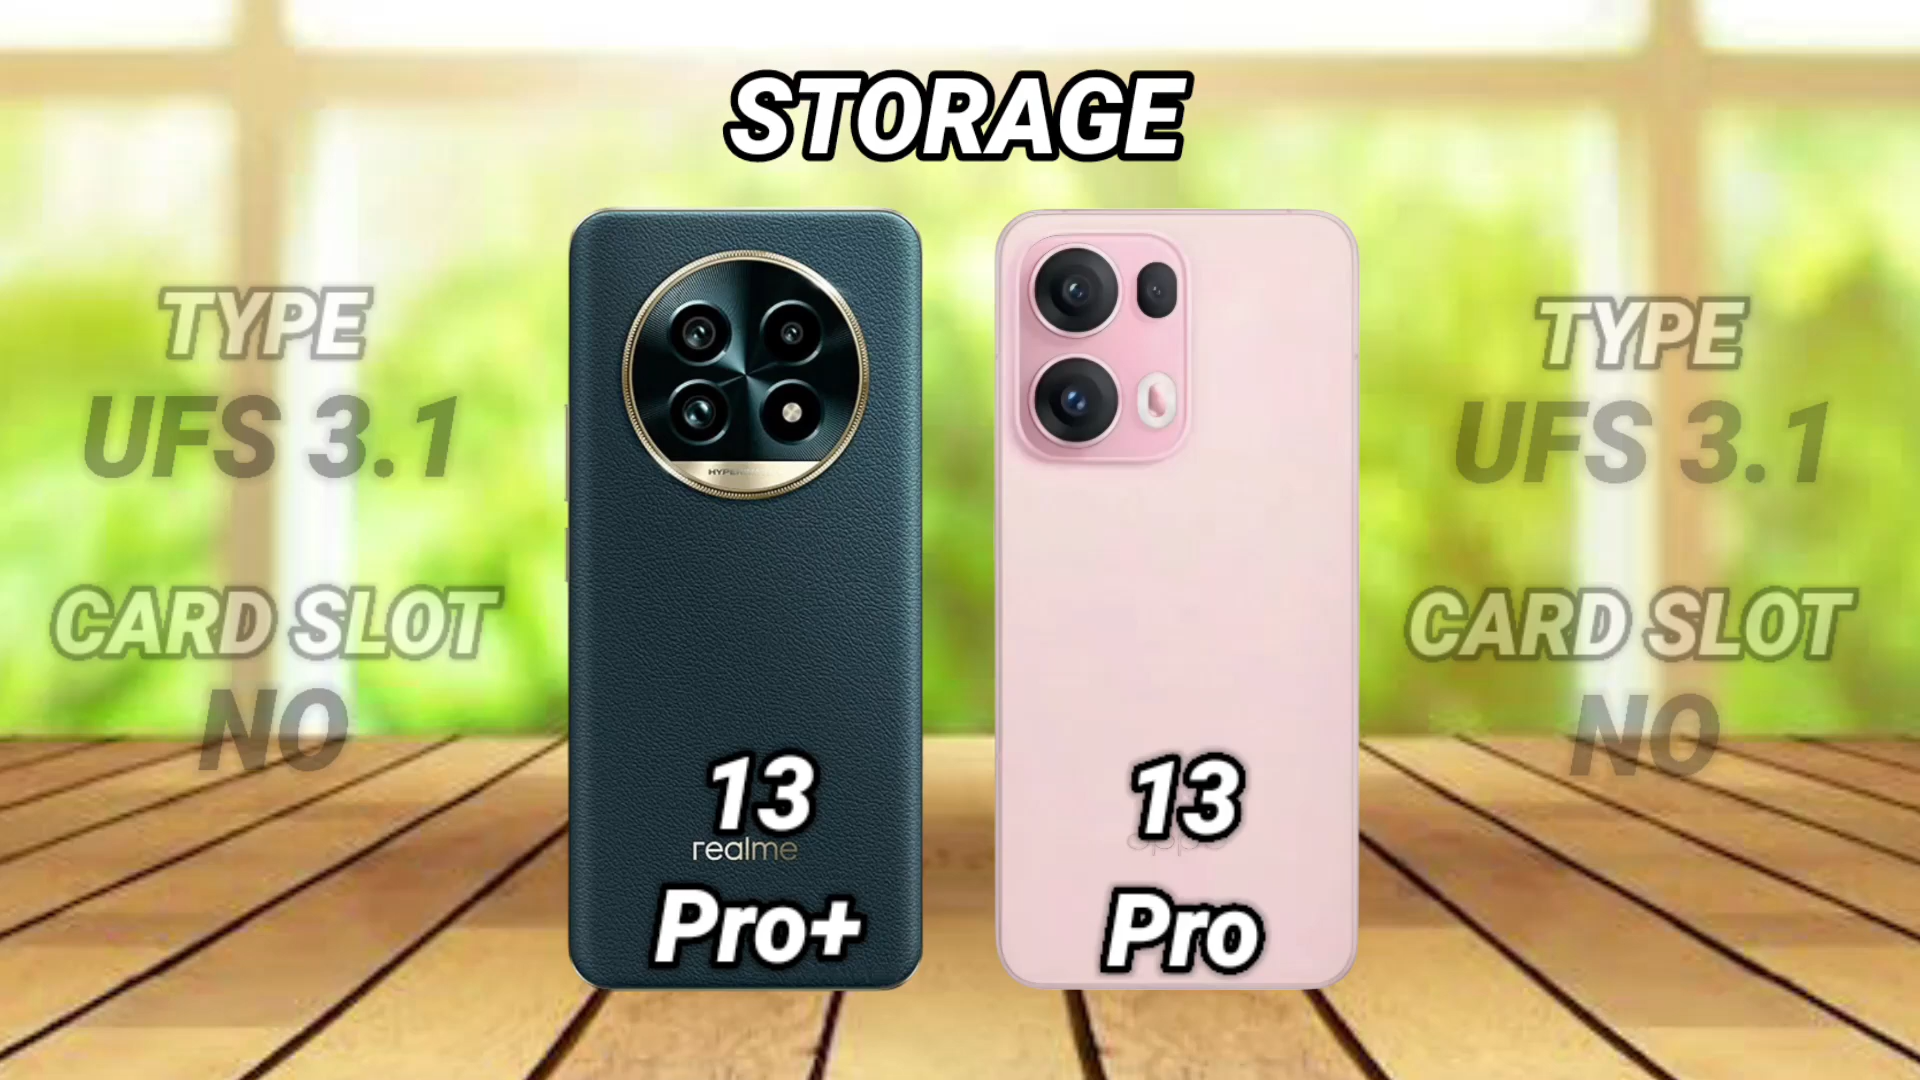 STORAGE
TYPE
UFS 3.1
CARD SLOT
NO
13
realme
Pro+
13
oppo
Pro
TYPE
UFS 3.1
CARD SLOT
NO